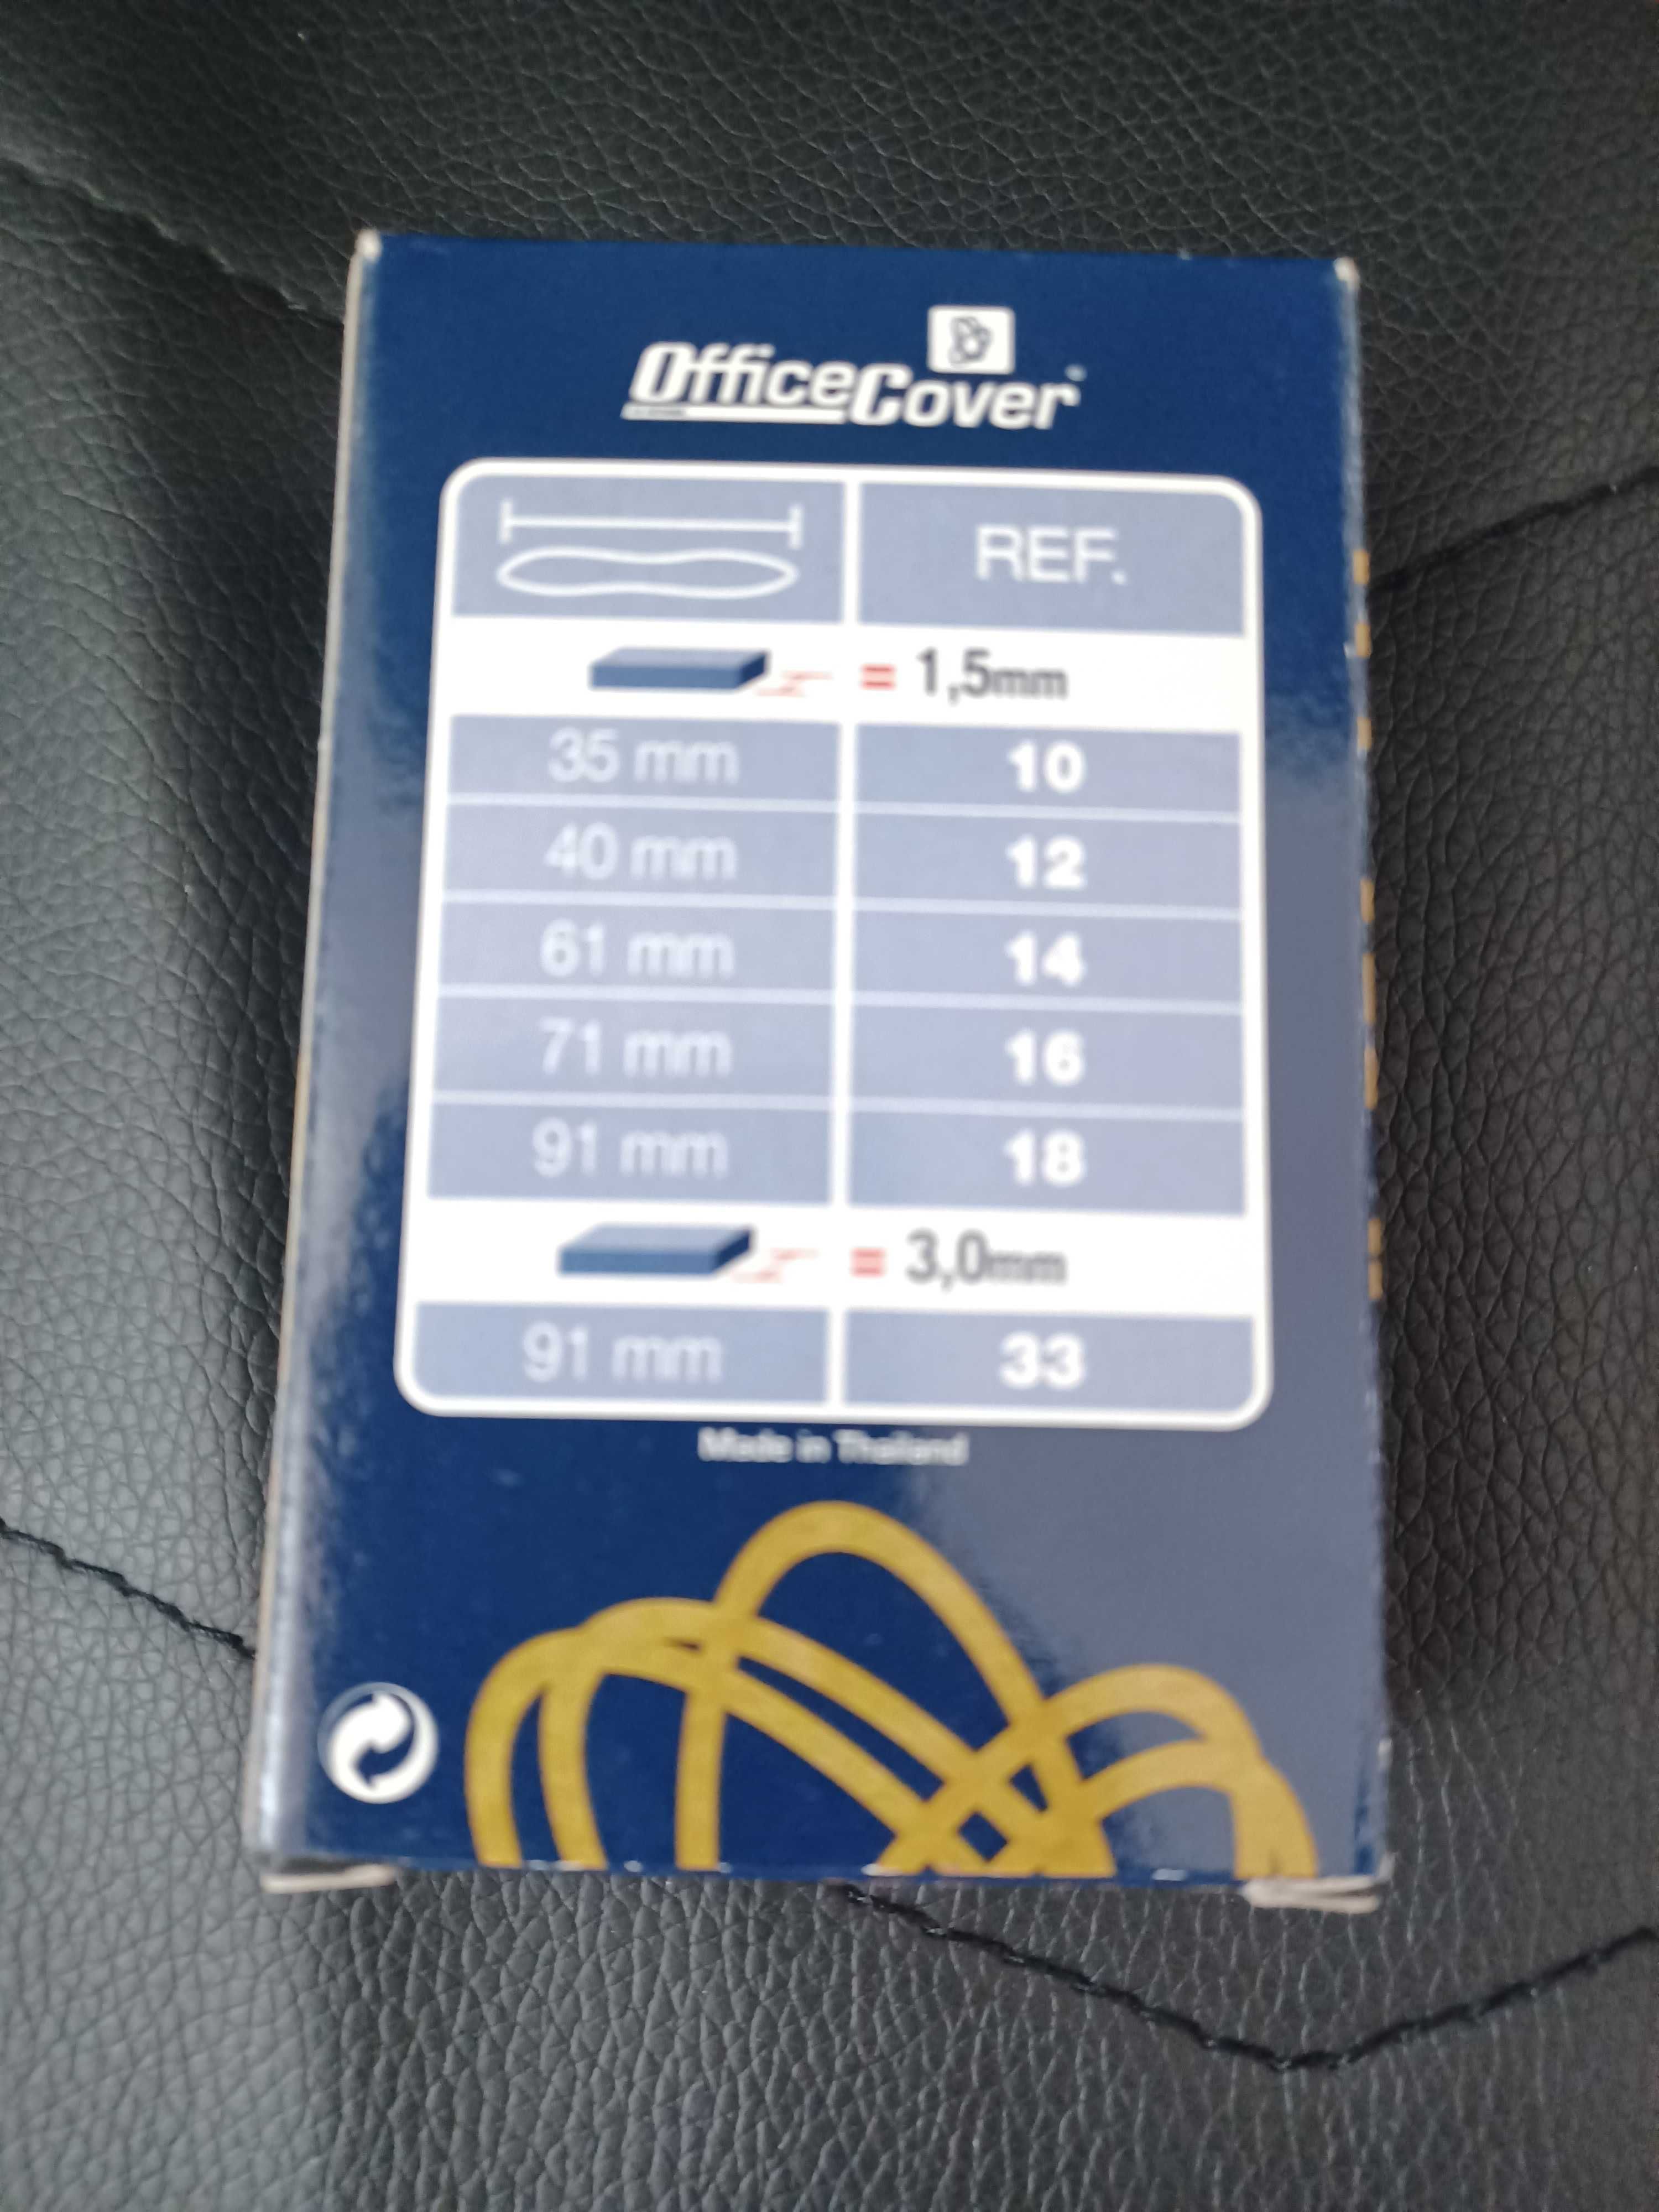 OfficeCover
REF.
= 1,5mm
35 mm 10
40 mm 12
61 mm 14
71 mm 16
91 mm 18
= 3,0mm
91 mm 33
Made in Thailand